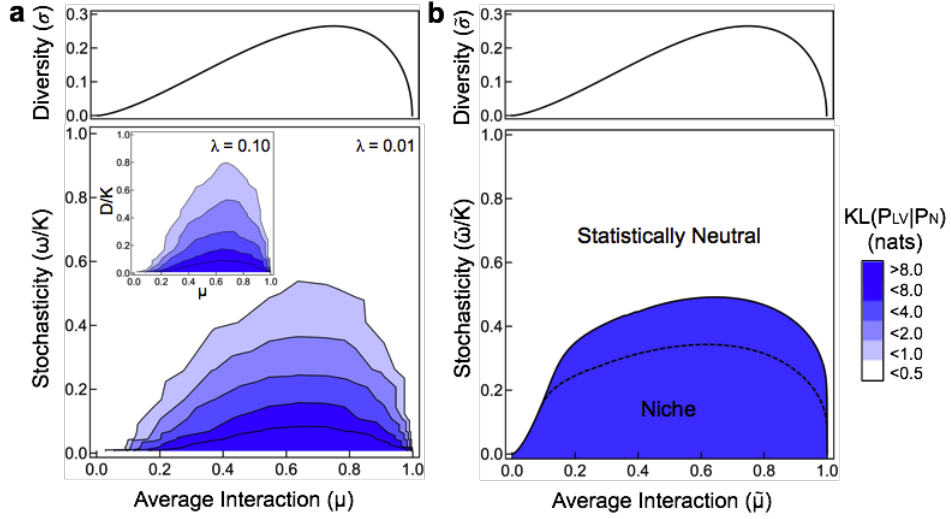 a
Diversity (σ)
0.3
0.2
0.1
0.0
Stochasticity (ω/K)
1.0
0.8
0.6
0.4
0.2
0.0
0.0 0.2 0.4 0.6 0.8 1.0
Average Interaction (μ)
λ = 0.10
λ = 0.01
D/K
1.0
0.8
0.6
0.4
0.2
0.0
0.0 0.2 0.4 0.6 0.8 1.0
μ
b
Diversity (σ̃)
0.3
0.2
0.1
0.0
Stochasticity (ω̃/K̃)
1.0
0.8
0.6
0.4
0.2
0.0
Statistically Neutral
Niche
0.0 0.2 0.4 0.6 0.8 1.0
Average Interaction (μ̃)
KL(PLV|PN)
(nats)
>8.0
<8.0
<4.0
<2.0
<1.0
<0.5